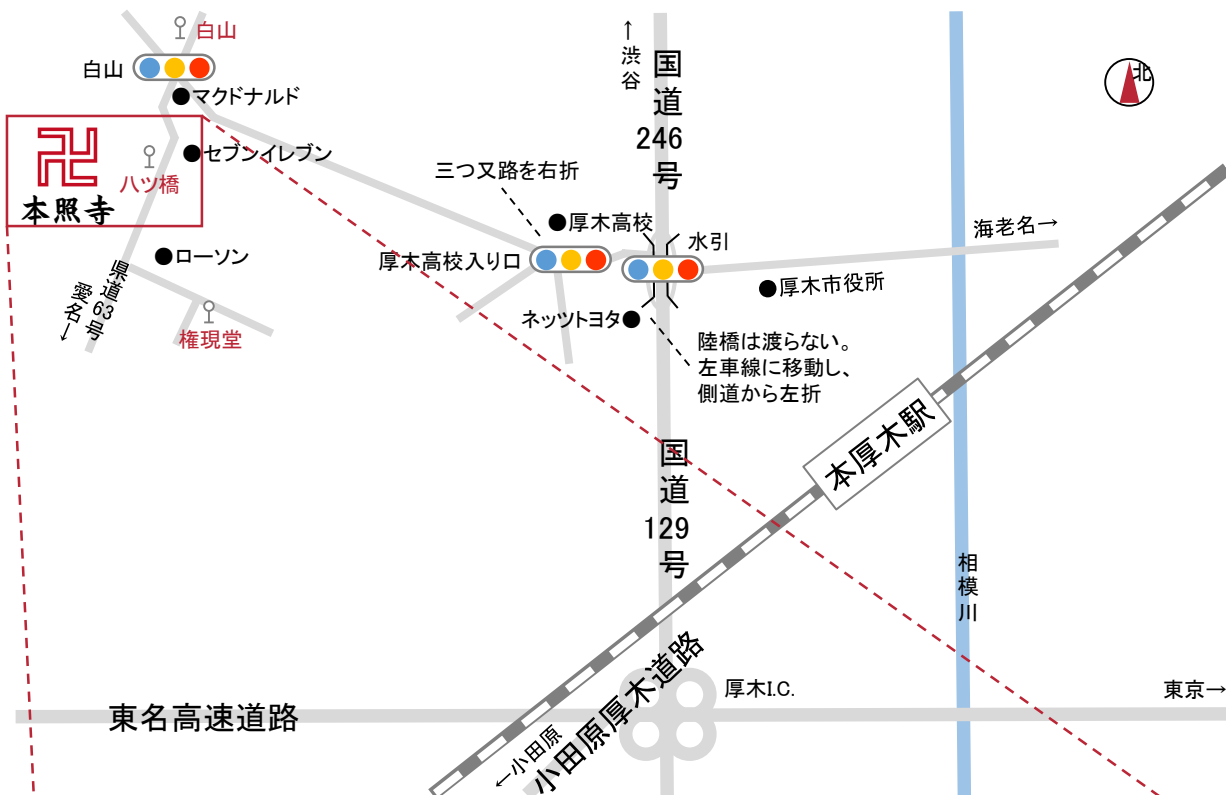 白山
白山
マクドナルド
セブンイレブン
八ツ橋
卍
本照寺
ローソン
県道63号
愛名→
権現堂
←渋谷
国道246号
北
三つ又路を右折
厚木高校
厚木高校入り口
水引
海老名→
厚木市役所
ネッツトヨタ
陸橋は渡らない。
左車線に移動し、
側道から左折
本厚木駅
国道129号
相模川
小田原厚木道路
←小田原
厚木I.C.
東京→
東名高速道路